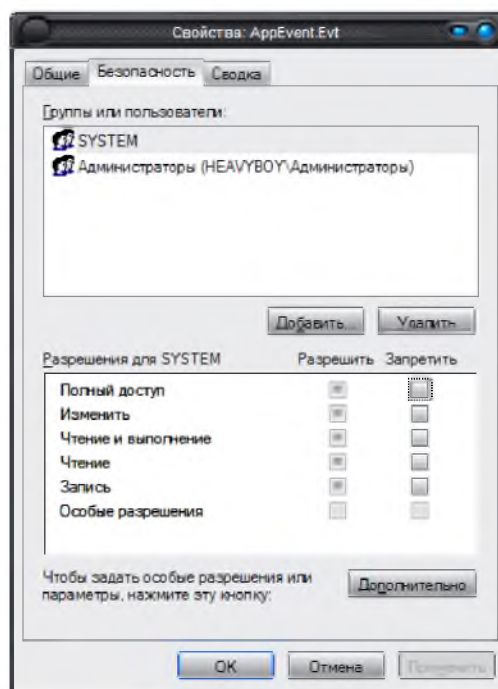 Свойства: AppEvent.Evt
Общие Безопасность Сводка
Группы или пользователи:
SYSTEM
Администраторы (HEAVYBOY\Администраторы)
Добавить... Удалить
Разрешения для SYSTEM Разрешить Запретить
Полный доступ
Изменить
Чтение и выполнение
Чтение
Запись
Особые разрешения
Чтобы задать особые разрешения или
параметры, нажмите эту кнопку:
Дополнительно
OK Отмена Применить